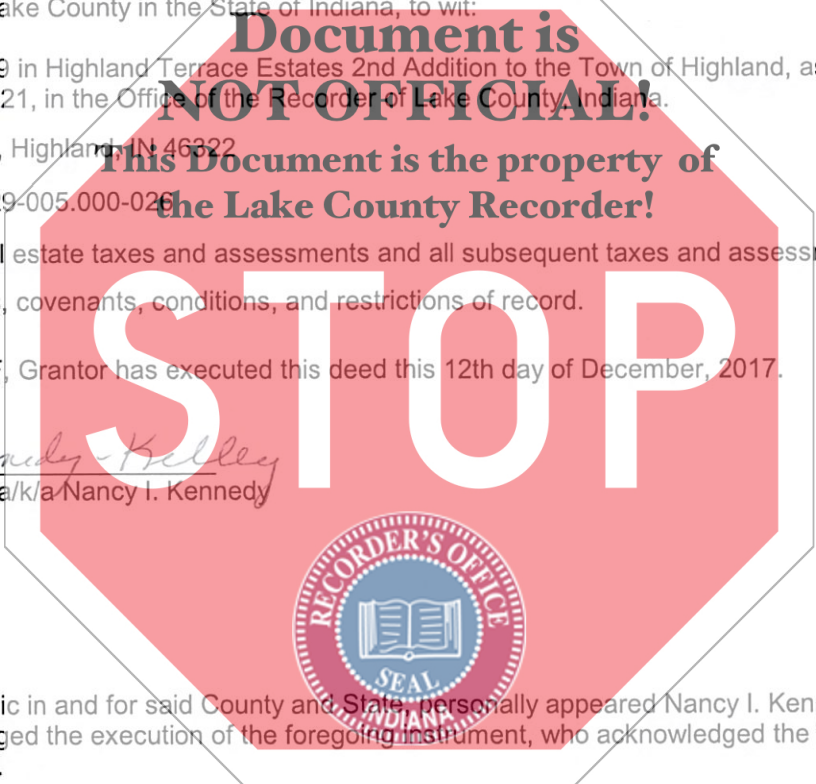 ake County in the State of Indiana, to wit:
Document is
9 in Highland Terrace Estates 2nd Addition to the Town of Highland, as
21, in the Office of the Recorder of Lake County, Indiana.
NOT OFFICIAL!
, Highland, IN 46322
This Document is the property of
9-005.000-026
the Lake County Recorder!
l estate taxes and assessments and all subsequent taxes and assessm
, covenants, conditions, and restrictions of record.
STOP
, Grantor has executed this deed this 12th day of December, 2017.
nedy-Kelley
a/k/a Nancy I. Kennedy
RECORDER'S OFFICE
SEAL
INDIANA
ic in and for said County and State, personally appeared Nancy I. Ken
ged the execution of the foregoing instrument, who acknowledged the